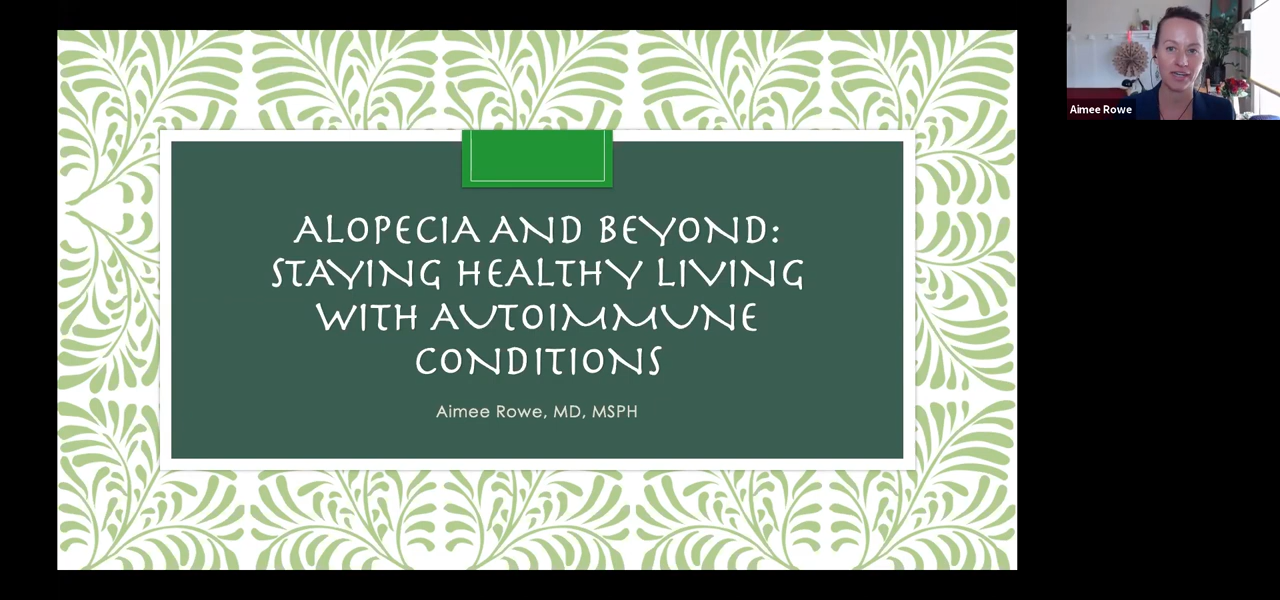 ALOPECIA AND BEYOND:
STAYING HEALTHY LIVING
WITH AUTOIMMUNE
CONDITIONS
Aimee Rowe, MD, MSPH
Aimee Rowe